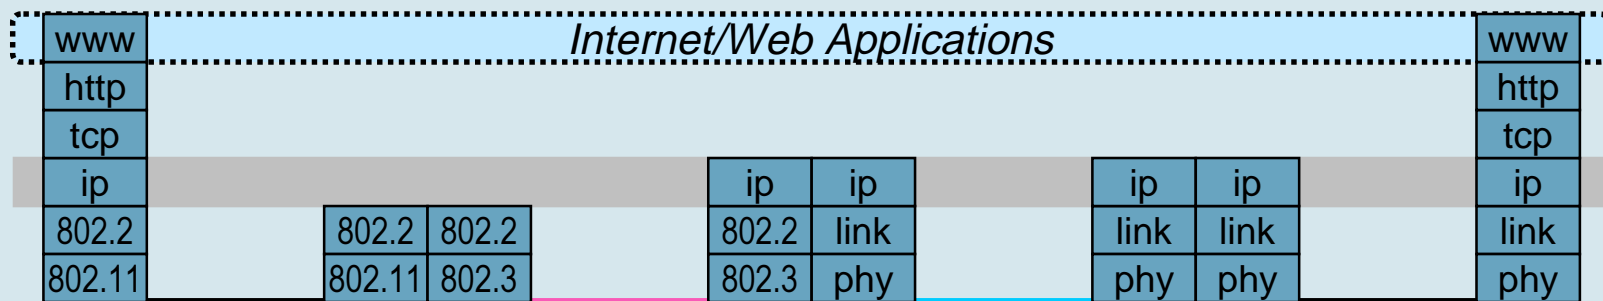 www Internet/Web Applications www
http http
tcp tcp
ip ip ip ip ip ip
802.2 802.2 802.2 802.2 link link link link
802.11 802.11 802.3 802.3 phy phy phy phy